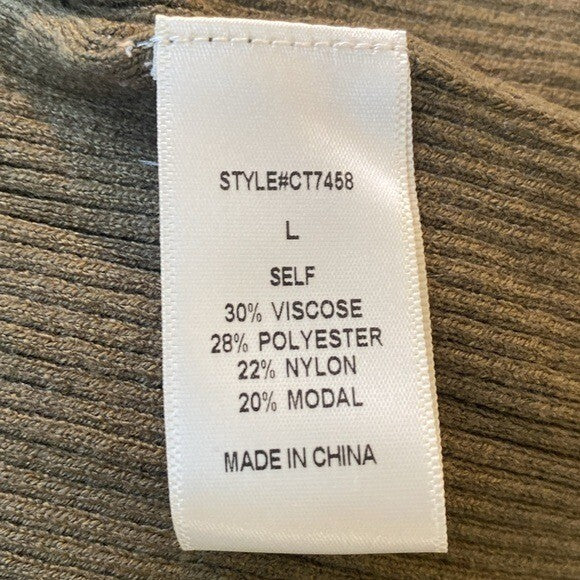 STYLE#CT7458
L
SELF
30% VISCOSE
28% POLYESTER
22% NYLON
20% MODAL
MADE IN CHINA